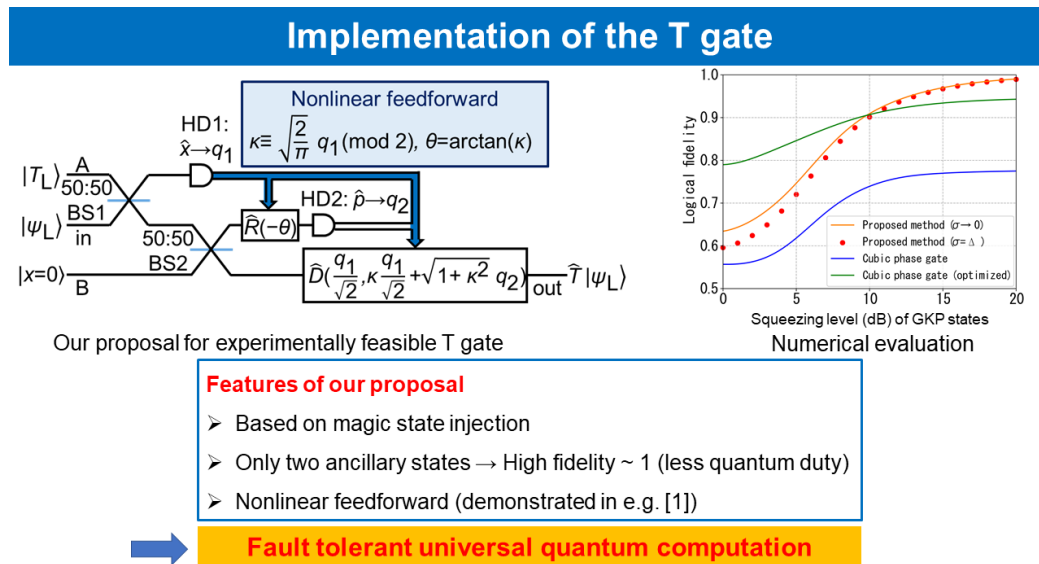 Implementation of the T gate
Nonlinear feedforward
κ≡ √(2/π) q₁(mod 2), θ=arctan(κ)
HD1:
x̂→q₁
|T_L⟩ A
50:50
BS1
|ψ_L⟩
in
HD2: p̂→q₂
R̂(-θ)
50:50
BS2
|x=0⟩
B
D̂(q₁/√2, κ q₁/√2 + √(1+κ²) q₂)
out
T̂ |ψ_L⟩
Our proposal for experimentally feasible T gate
Logical fidelity
1.0
0.9
0.8
0.7
0.6
0.5
Proposed method (σ→0)
Proposed method (σ=Δ)
Cubic phase gate
Cubic phase gate (optimized)
0 5 10 15 20
Squeezing level (dB) of GKP states
Numerical evaluation
Features of our proposal
➢ Based on magic state injection
➢ Only two ancillary states → High fidelity ~ 1 (less quantum duty)
➢ Nonlinear feedforward (demonstrated in e.g. [1])
Fault tolerant universal quantum computation